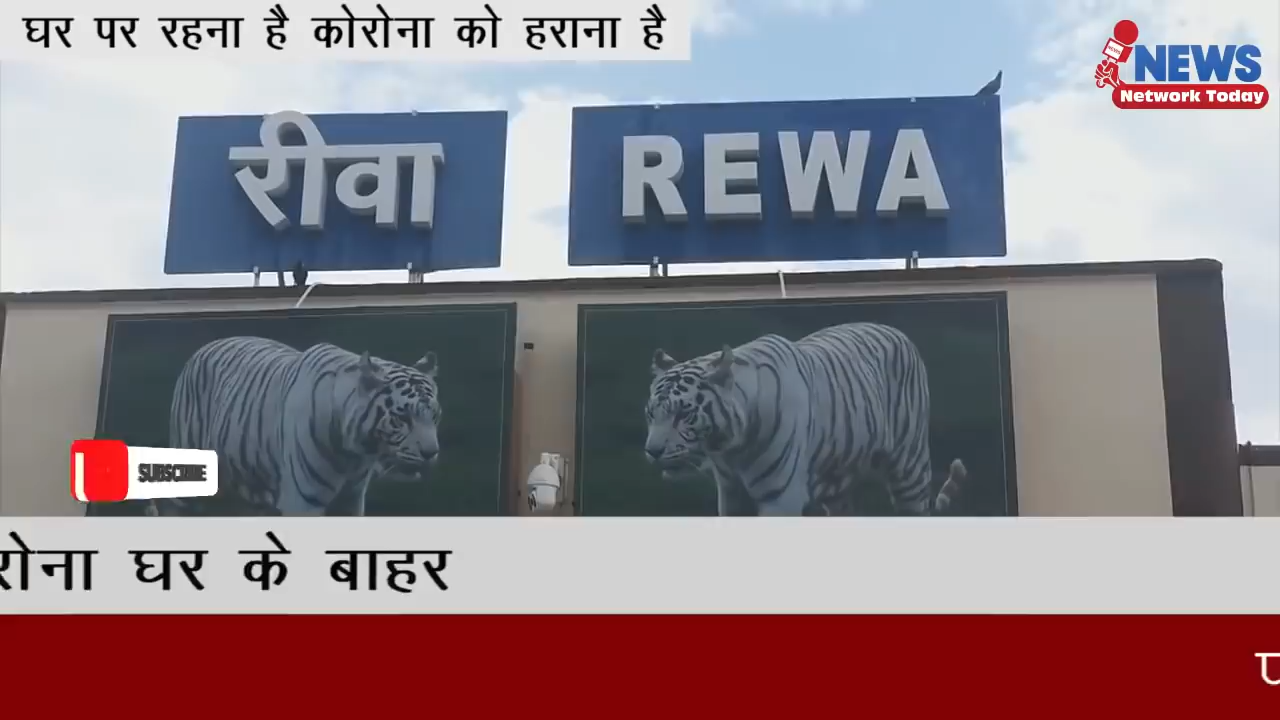 घर पर रहना है कोरोना को हराना है
NEWS
Network Today
रीवा
REWA
SUBSCRIBE
रोना घर के बाहर